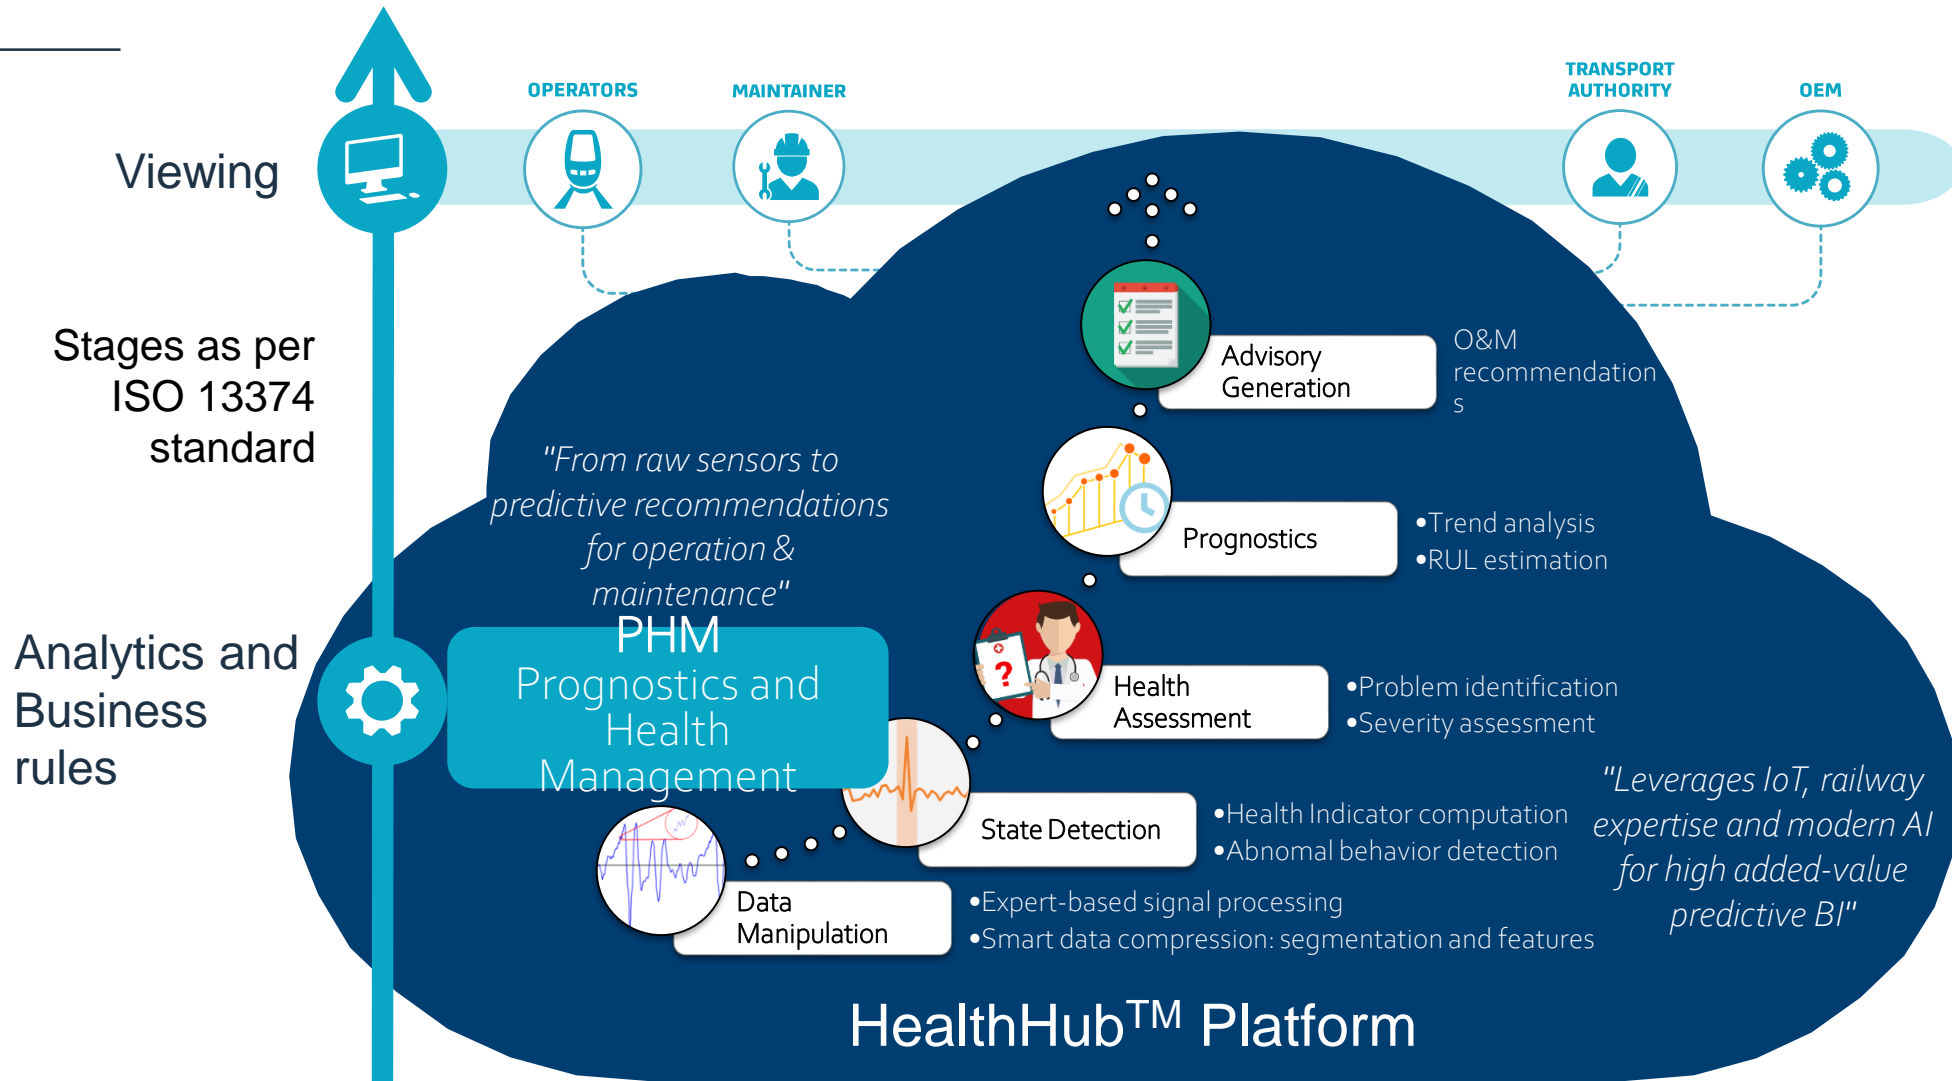 OPERATORS
MAINTAINER
TRANSPORT
AUTHORITY
OEM
Viewing
Stages as per
ISO 13374
standard
Advisory
Generation
O&M
recommendation
s
"From raw sensors to
predictive recommendations
for operation &
maintenance"
Prognostics
•Trend analysis
•RUL estimation
Analytics and
Business
rules
PHM
Prognostics and
Health
Management
?
Health
Assessment
•Problem identification
•Severity assessment
State Detection
•Health Indicator computation
•Abnomal behavior detection
"Leverages IoT, railway
expertise and modern AI
for high added-value
predictive BI"
Data
Manipulation
•Expert-based signal processing
•Smart data compression: segmentation and features
HealthHub™ Platform